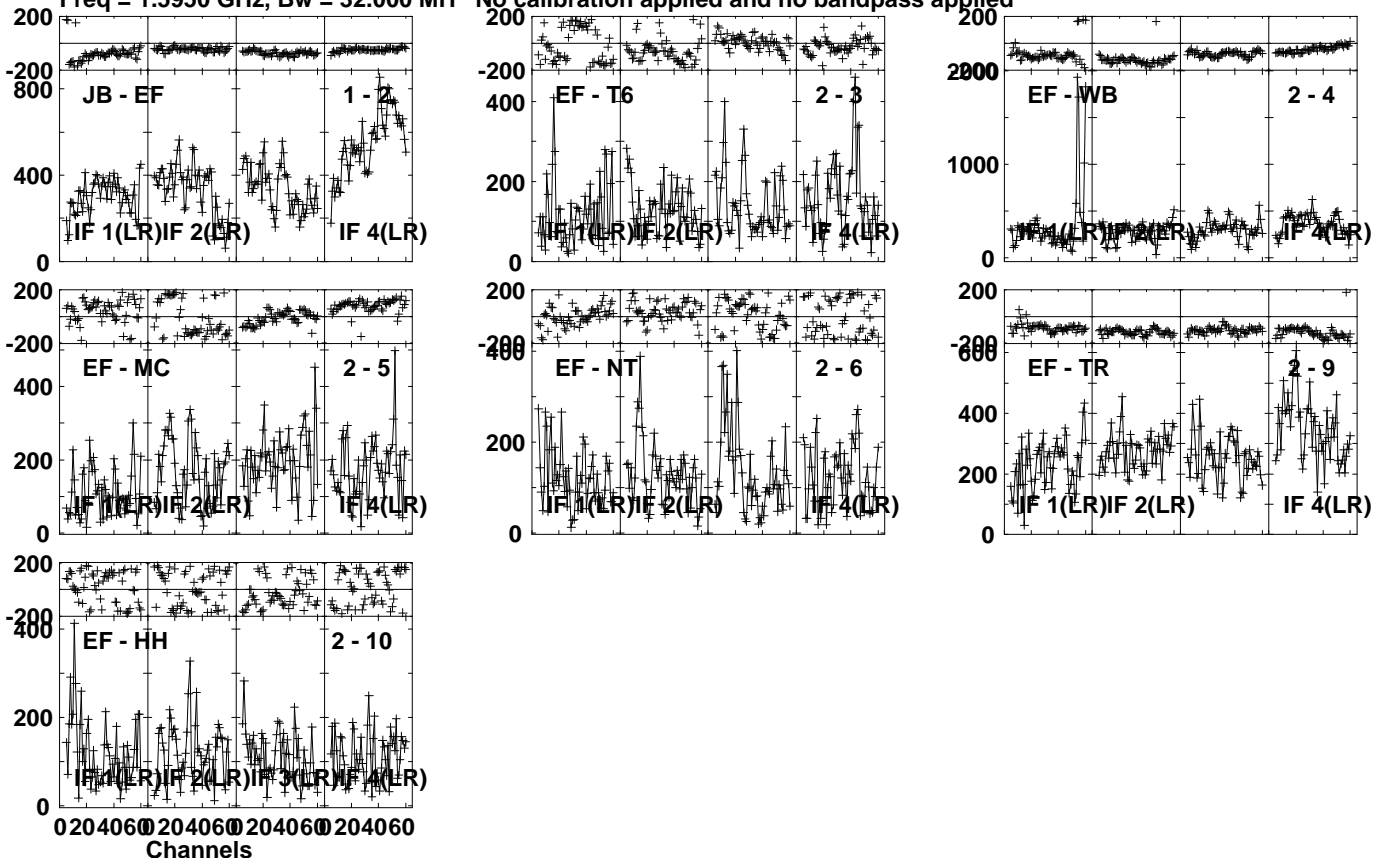 Freq = 1.5950 GHz, Bw = 32.000 MH No calibration applied and no bandpass applied
200
-200
800
400
0
JB - EF 1 - 2
IF 1(LR) IF 2(LR) IF 4(LR)
200
-200
400
200
0
EF - T6 2 - 3
IF 1(LR) IF 2(LR) IF 4(LR)
200
-200
2000
1000
0
EF - WB 2 - 4
IF 1(LR) IF 2(LR) IF 4(LR)
200
-200
400
200
0
EF - MC 2 - 5
IF 1(LR) IF 2(LR) IF 4(LR)
200
-200
400
200
0
EF - NT 2 - 6
IF 1(LR) IF 2(LR) IF 4(LR)
200
-200
600
400
200
0
EF - TR 2 - 9
IF 1(LR) IF 2(LR) IF 4(LR)
200
-200
400
200
0
EF - HH 2 - 10
IF 1(LR) IF 2(LR) IF 3(LR) IF 4(LR)
0 20 40 60 0 20 40 60 0 20 40 60 0 20 40 60
Channels